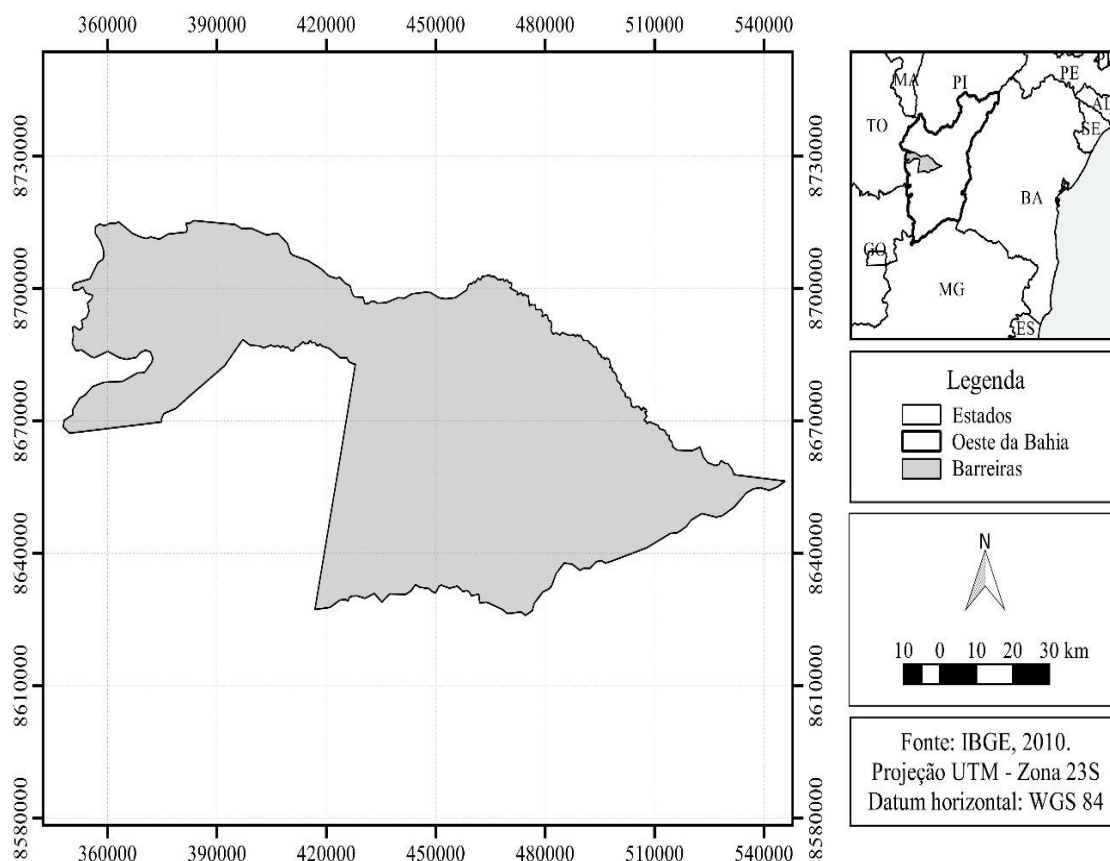 360000 390000 420000 450000 480000 510000 540000
8730000
8700000
8670000
8640000
8610000
8580000
8730000
8700000
8670000
8640000
8610000
8580000
360000 390000 420000 450000 480000 510000 540000
MA
PI
PE
AL
TO
SE
BA
GO
MG
ES
Legenda
Estados
Oeste da Bahia
Barreiras
N
10 0 10 20 30 km
Fonte: IBGE, 2010.
Projeção UTM - Zona 23S
Datum horizontal: WGS 84